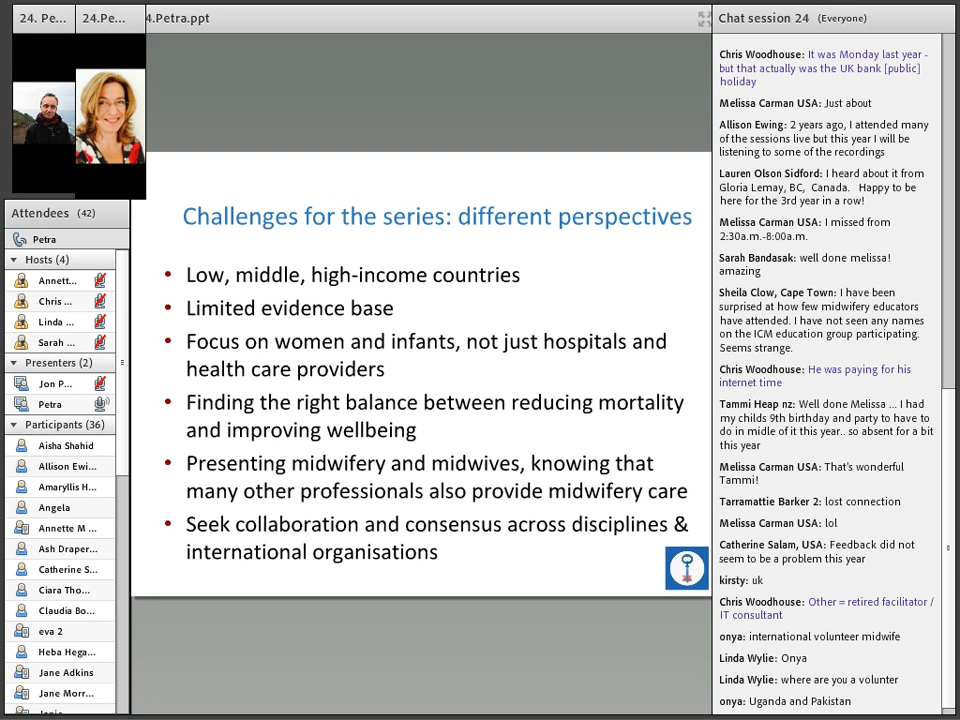 24. Pe...
24.Pe...
4.Petra.ppt
Attendees (42)
Petra
Hosts (4)
Annett...
Chris ...
Linda ...
Sarah ...
Presenters (2)
Jon P...
Petra
Participants (36)
Aisha Shahid
Allison Ewi...
Amaryllis H...
Angela
Annette M ...
Ash Draper...
Catherine S...
Ciara Tho...
Claudia Bo...
eva 2
Heba Hega...
Jane Adkins
Jane Morr...
Challenges for the series: different perspectives
• Low, middle, high-income countries
• Limited evidence base
• Focus on women and infants, not just hospitals and
health care providers
• Finding the right balance between reducing mortality
and improving wellbeing
• Presenting midwifery and midwives, knowing that
many other professionals also provide midwifery care
• Seek collaboration and consensus across disciplines &
international organisations
Chat session 24 (Everyone)
Chris Woodhouse: It was Monday last year -
but that actually was the UK bank [public]
holiday
Melissa Carman USA: Just about
Allison Ewing: 2 years ago, I attended many
of the sessions live but this year I will be
listening to some of the recordings
Lauren Olson Sidford: I heard about it from
Gloria Lemay, BC, Canada. Happy to be
here for the 3rd year in a row!
Melissa Carman USA: I missed from
2:30a.m.-8:00a.m.
Sarah Bandasak: well done melissa!
amazing
Sheila Clow, Cape Town: I have been
surprised at how few midwifery educators
have attended. I have not seen any names
on the ICM education group participating.
Seems strange.
Chris Woodhouse: He was paying for his
internet time
Tammi Heap nz: Well done Melissa ... I had
my childs 9th birthday and party to have to
do in midle of it this year.. so absent for a bit
this year
Melissa Carman USA: That's wonderful
Tammi!
Tarramattie Barker 2: lost connection
Melissa Carman USA: lol
Catherine Salam, USA: Feedback did not
seem to be a problem this year
kirsty: uk
Chris Woodhouse: Other = retired facilitator /
IT consultant
onya: international volunteer midwife
Linda Wylie: Onya
Linda Wylie: where are you a volunter
onya: Uganda and Pakistan